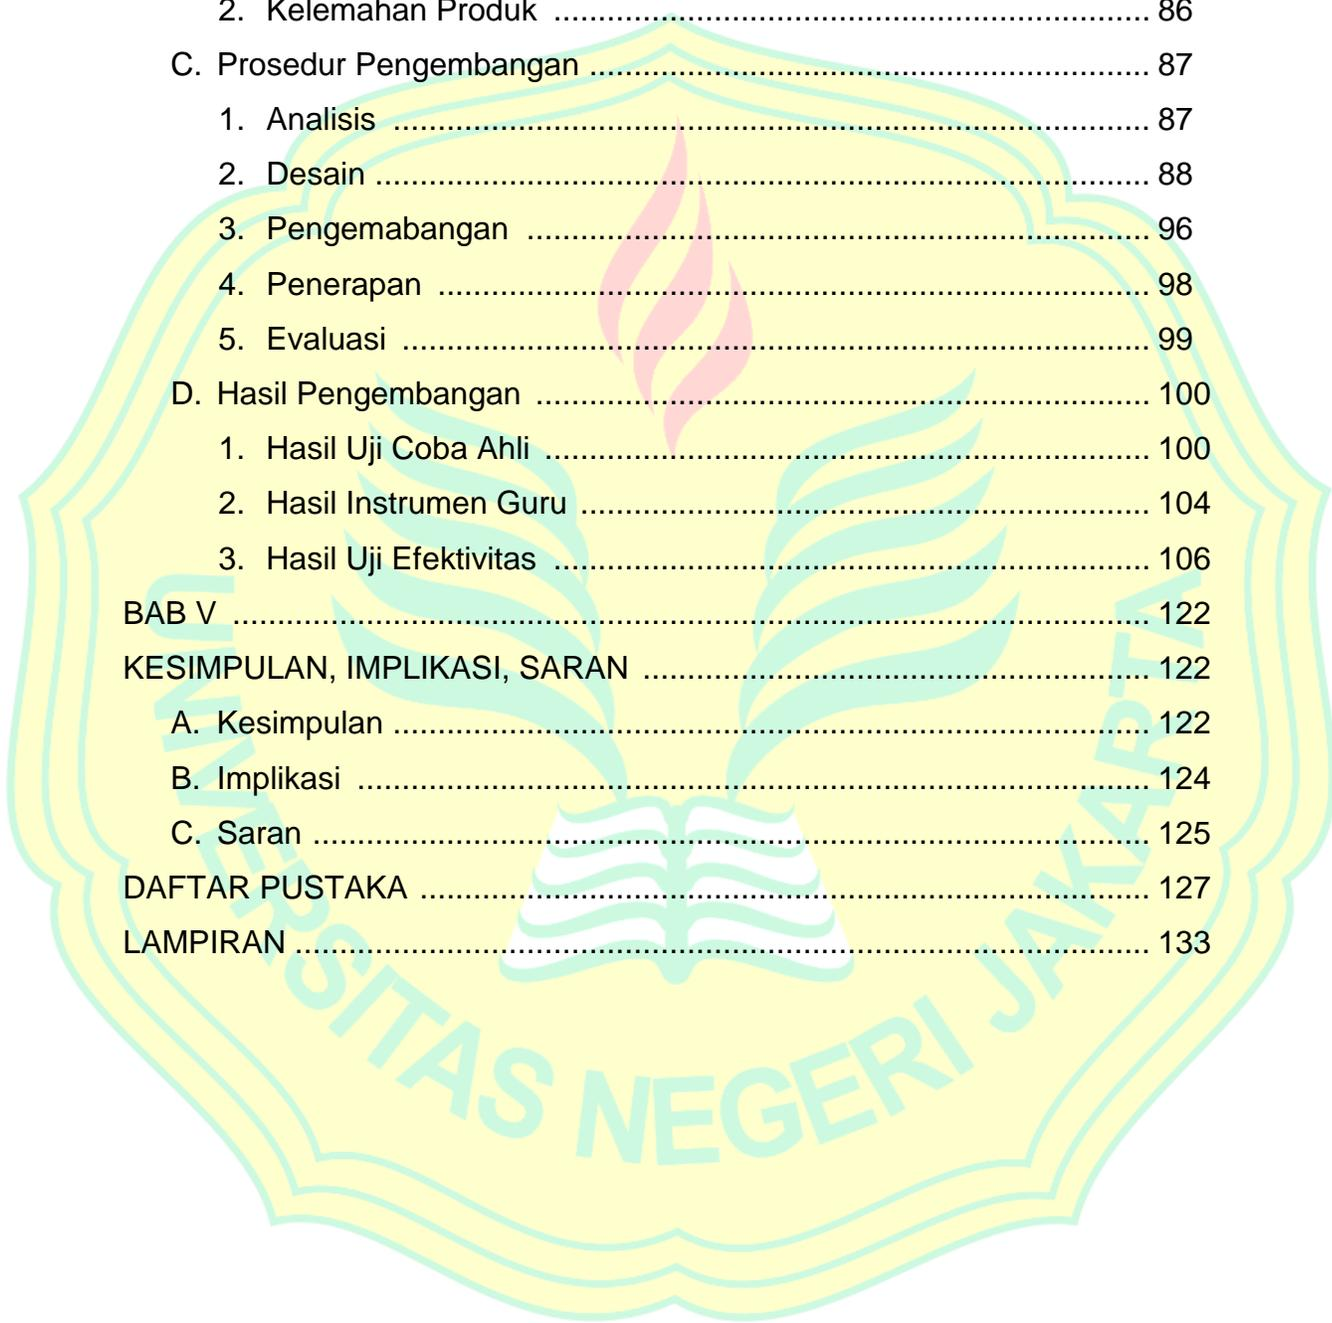 2. Kelemahan Produk ........................................................................ 86
C. Prosedur Pengembangan ................................................................... 87
1. Analisis ........................................................................................... 87
2. Desain ............................................................................................. 88
3. Pengemabangan ........................................................................... 96
4. Penerapan ...................................................................................... 98
5. Evaluasi .......................................................................................... 99
D. Hasil Pengembangan .......................................................................... 100
1. Hasil Uji Coba Ahli ......................................................................... 100
2. Hasil Instrumen Guru ..................................................................... 104
3. Hasil Uji Efektivitas ........................................................................ 106
BAB V ............................................................................................................... 122
KESIMPULAN, IMPLIKASI, SARAN ............................................................. 122
A. Kesimpulan ........................................................................................... 122
B. Implikasi ................................................................................................ 124
C. Saran ..................................................................................................... 125
DAFTAR PUSTAKA ........................................................................................ 127
LAMPIRAN ....................................................................................................... 133
UNIVERSITAS NEGERI JAKARTA